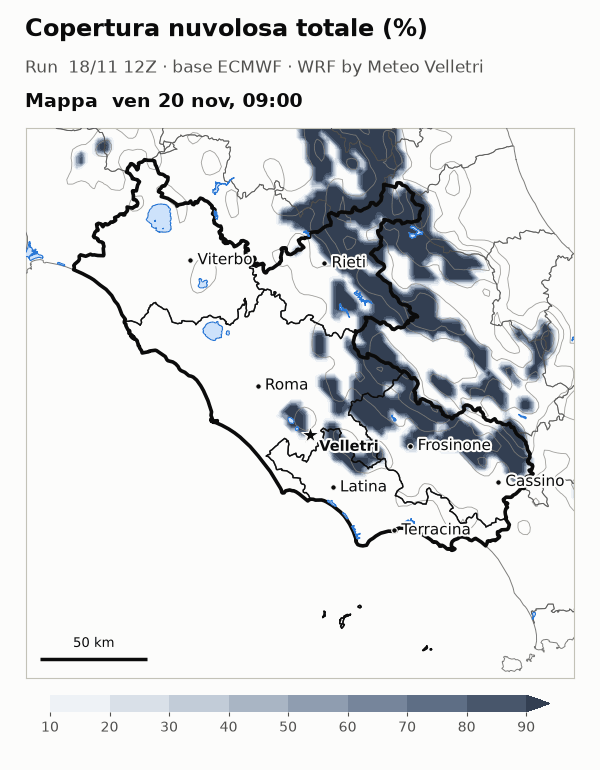 Copertura nuvolosa totale (%)
Run  18/11 12Z · base ECMWF · WRF by Meteo Velletri
Mappa  ven 20 nov, 09:00
Viterbo
Rieti
Roma
Velletri
Frosinone
Latina
Cassino
Terracina
50 km
10 20 30 40 50 60 70 80 90